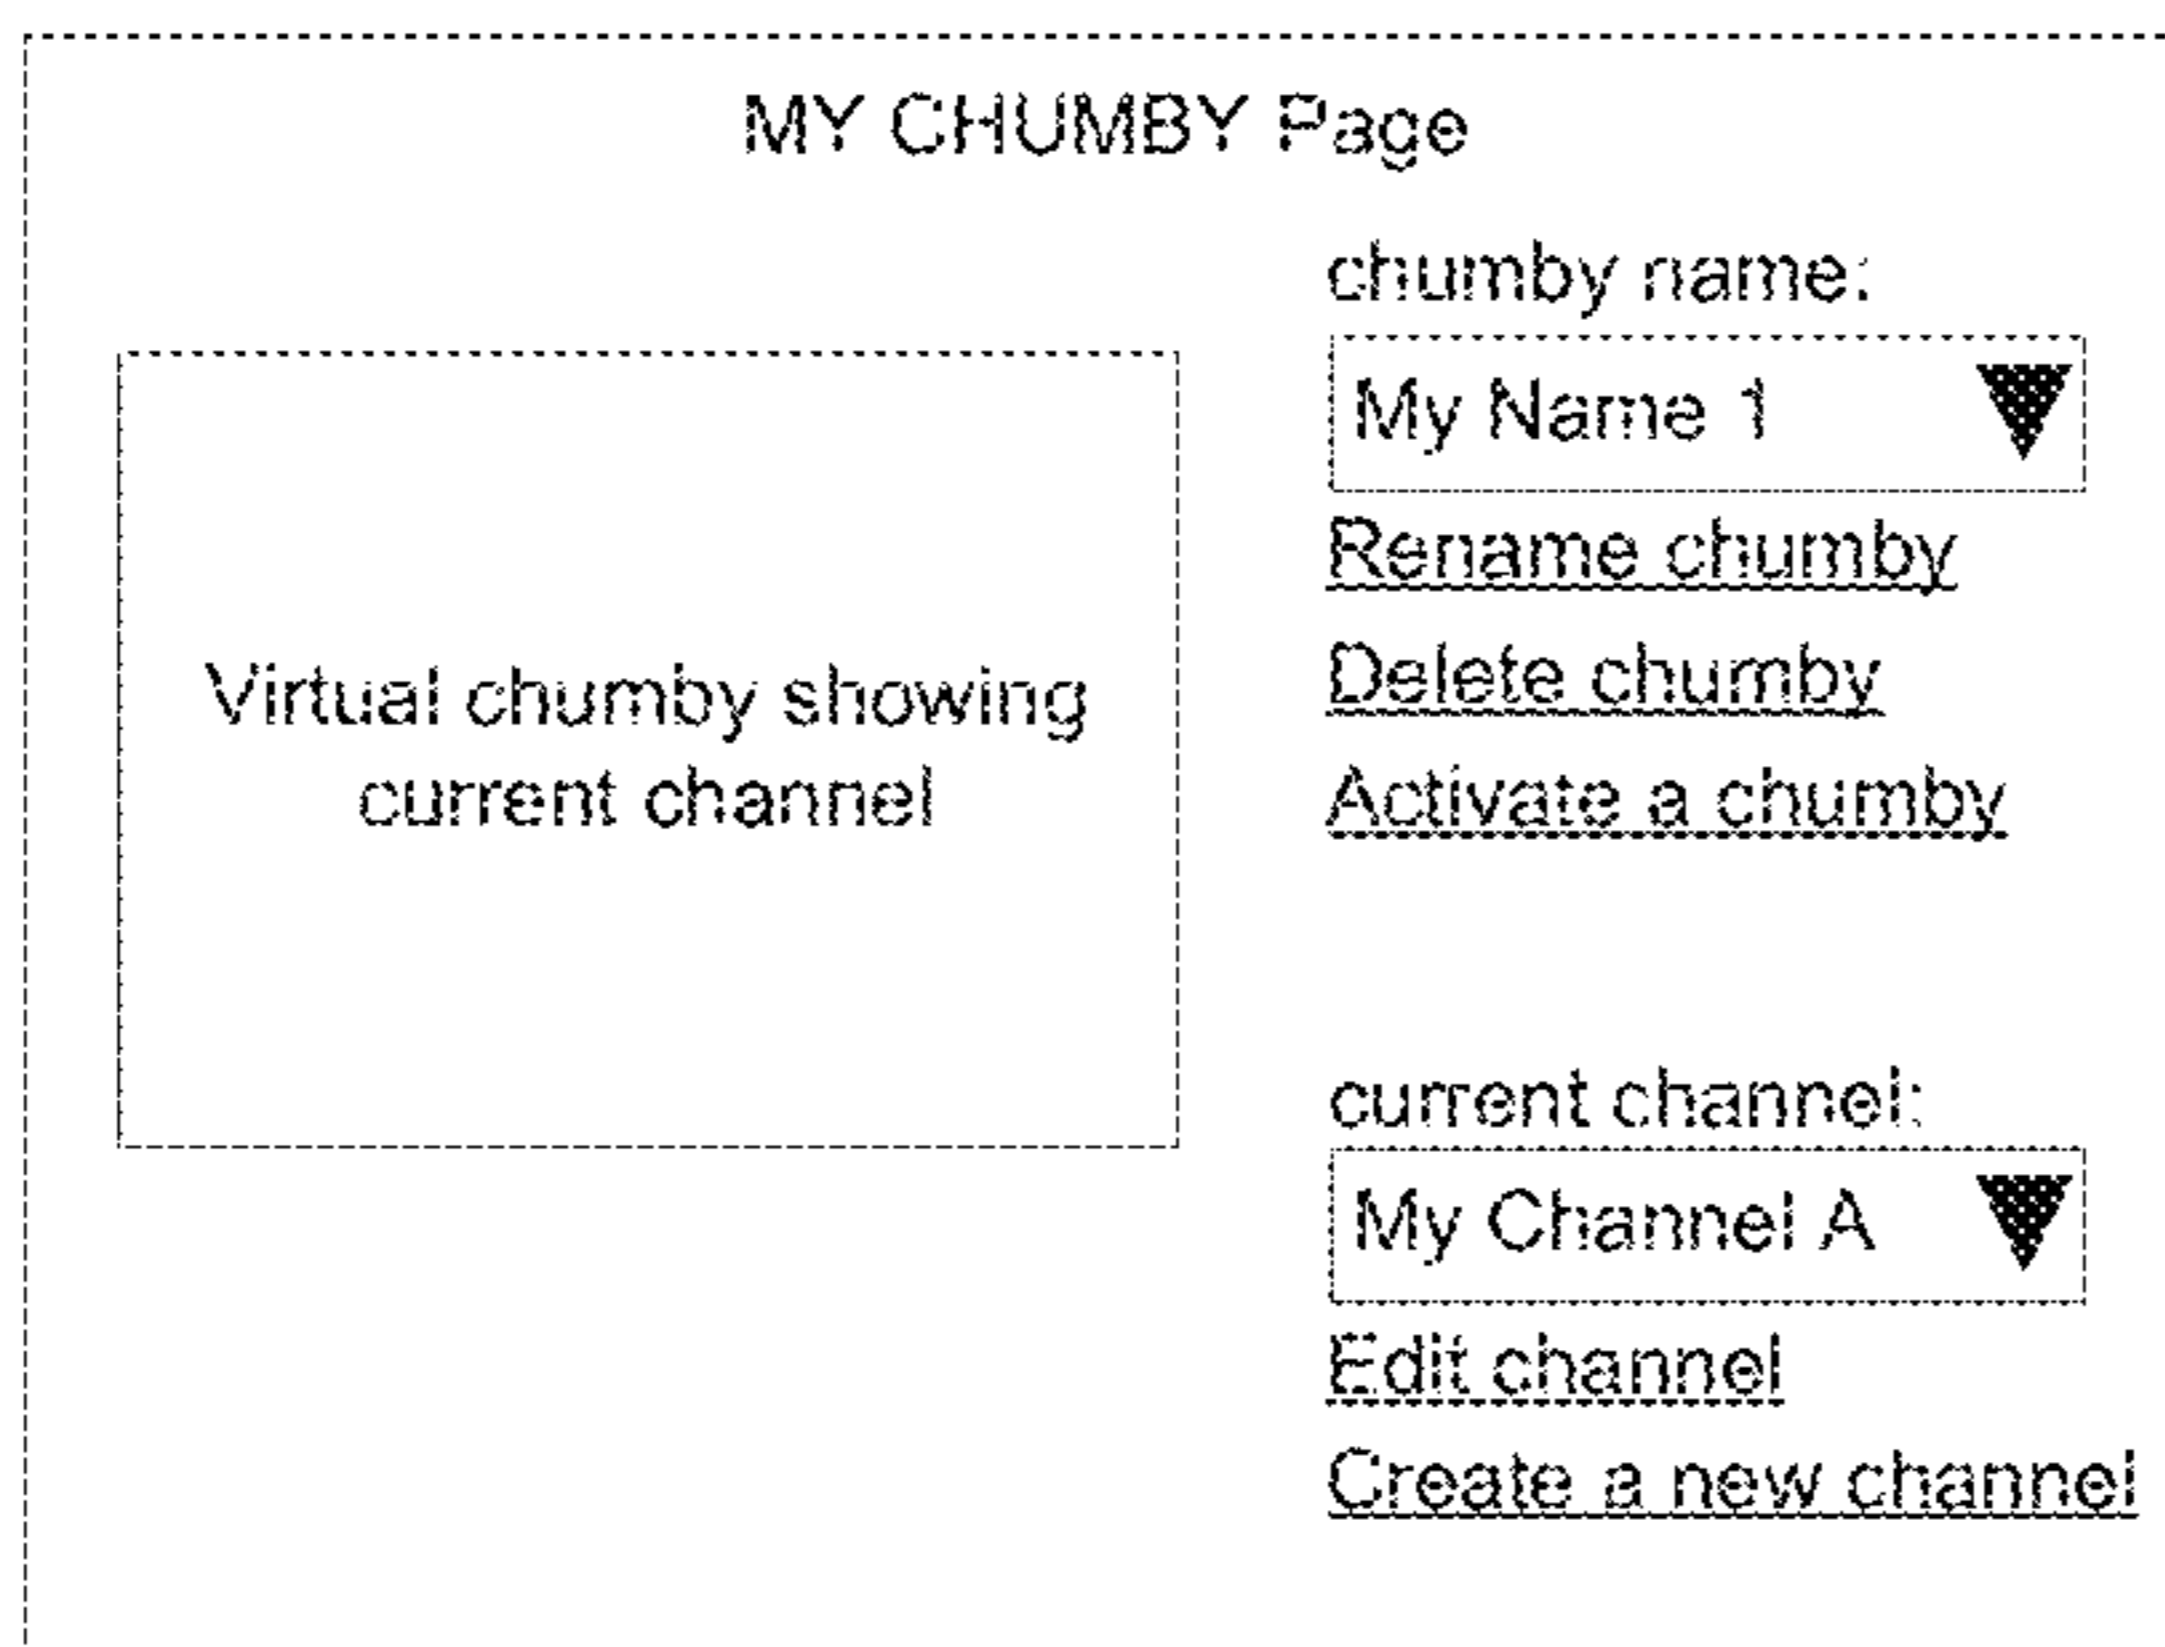 MY CHUMBY Page
chumby name:
My Name 1
Rename chumby
Delete chumby
Activate a chumby
Virtual chumby showing
current channel
current channel:
My Channel A
Edit channel
Create a new channel